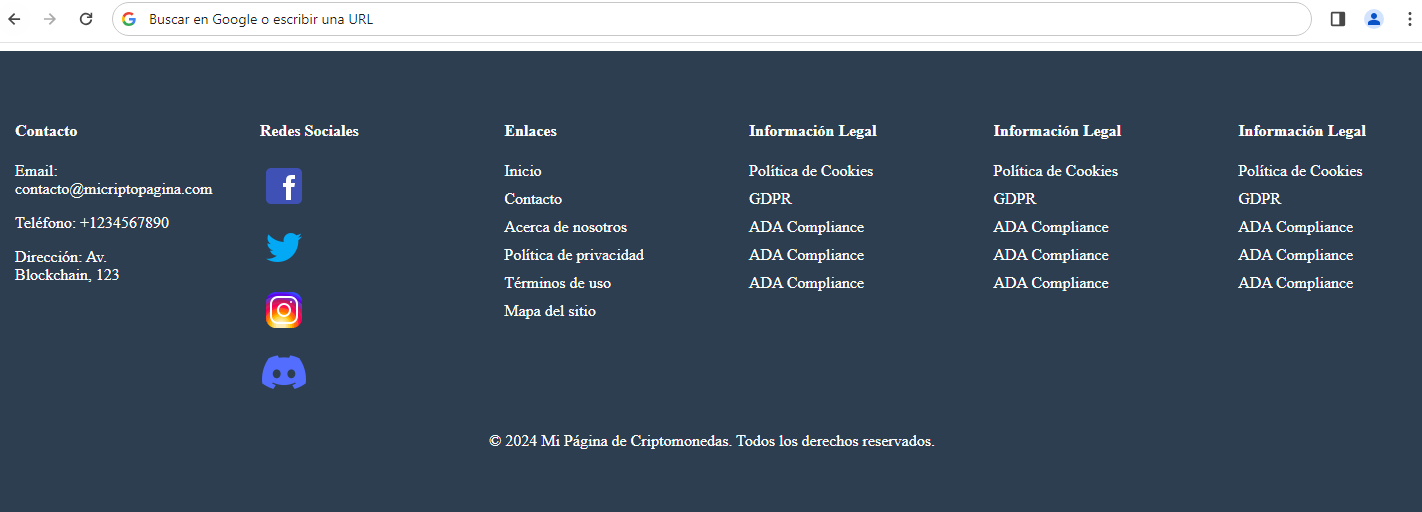 Buscar en Google o escribir una URL
Contacto
Email:
contacto@micriptopagina.com
Teléfono: +1234567890
Dirección: Av.
Blockchain, 123
Redes Sociales
Enlaces
Inicio
Contacto
Acerca de nosotros
Política de privacidad
Términos de uso
Mapa del sitio
Información Legal
Política de Cookies
GDPR
ADA Compliance
ADA Compliance
ADA Compliance
Información Legal
Política de Cookies
GDPR
ADA Compliance
ADA Compliance
ADA Compliance
Información Legal
Política de Cookies
GDPR
ADA Compliance
ADA Compliance
ADA Compliance
© 2024 Mi Página de Criptomonedas. Todos los derechos reservados.